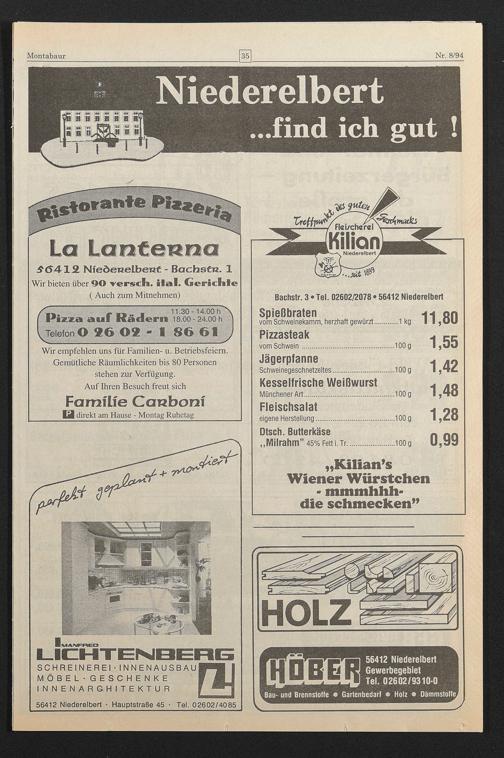 Montabaur
35
Nr. 8/94
Niederelbert
...find ich gut !
Ristorante Pizzeria
La Lanterna
56412 Niederelbert - Bachstr. 1
Wir bieten über 90 versch. ital. Gerichte
( Auch zum Mitnehmen)
Pizza auf Rädern 11.30 - 14.00 h
18.00 - 24.00 h
Telefon 0 26 02 - 1 86 61
Wir empfehlen uns für Familien- u. Betriebsfeiern.
Gemütliche Räumlichkeiten bis 80 Personen
stehen zur Verfügung.
Auf Ihren Besuch freut sich
Familie Carboni
P direkt am Hause - Montag Ruhetag
Treffpunkt des guten Geschmacks
Fleischerei
Kilian
Niederelbert
...seit 1899
Bachstr. 3 • Tel. 02602/2078 • 56412 Niederelbert
Spießbraten
vom Schweinekamm, herzhaft gewürzt 1 kg 11,80
Pizzasteak
vom Schwein 100 g 1,55
Jägerpfanne
Schweinegeschnetzeltes 100 g 1,42
Kesselfrische Weißwurst
Münchener Art 100 g 1,48
Fleischsalat
eigene Herstellung 100 g 1,28
Dtsch. Butterkäse
„Milrahm" 45% Fett i. Tr. 100 g 0,99
„Kilian's
Wiener Würstchen
- mmmhhh-
die schmecken"
perfekt geplant + montiert
MANFRED
LICHTENBERG
SCHREINEREI · INNENAUSBAU
MÖBEL · GESCHENKE
INNENARCHITEKTUR
56412 Niederelbert · Hauptstraße 45 · Tel. 02602/4085
HOLZ
HÖBER
56412 Niederelbert
Gewerbegebiet
Tel. 02602/9310-0
Bau- und Brennstoffe • Gartenbedarf • Holz • Dämmstoffe